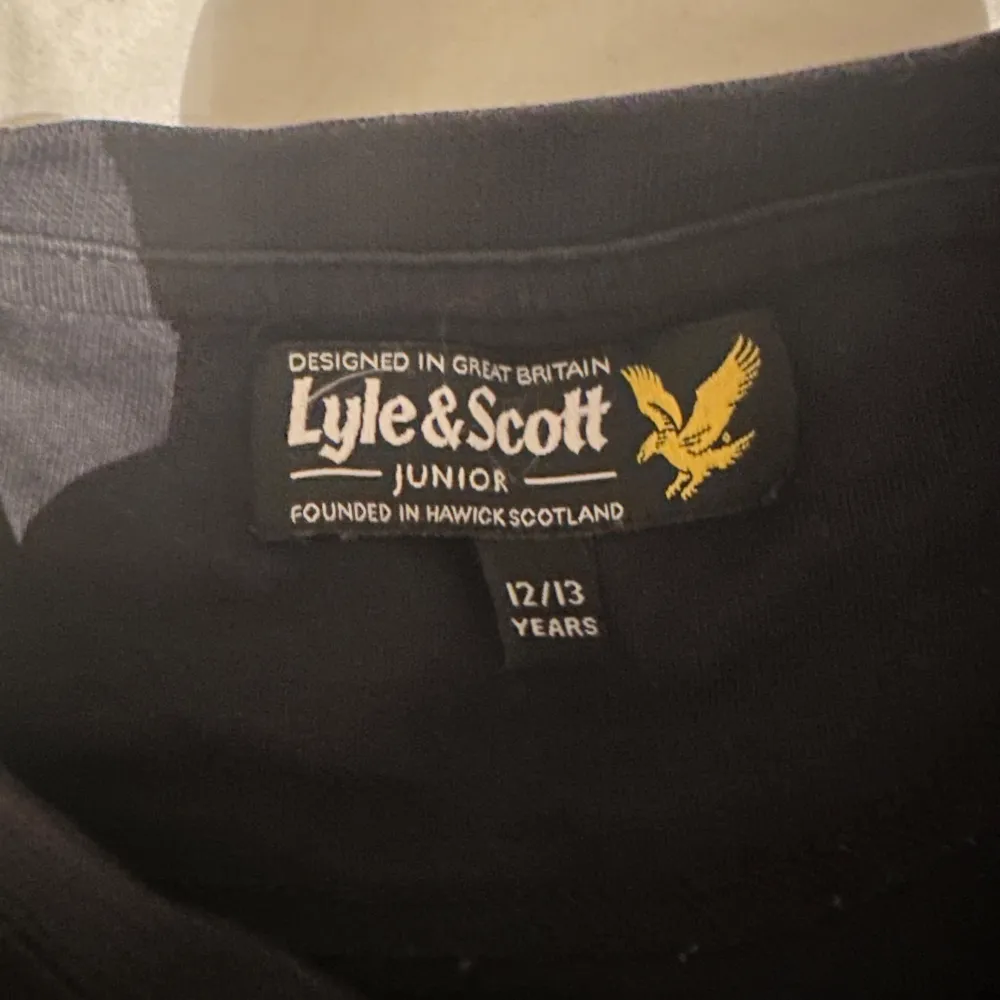 DESIGNED IN GREAT BRITAIN
Lyle & Scott
JUNIOR
FOUNDED IN HAWICK SCOTLAND
12/13
YEARS